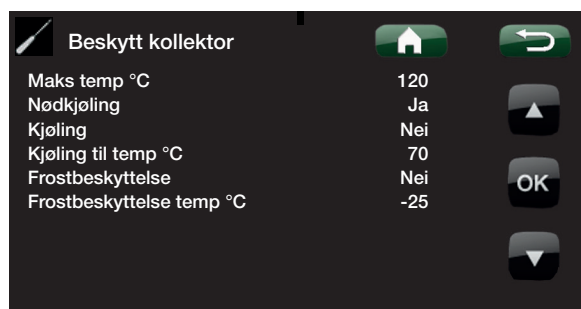 Beskytt kollektor
Maks temp °C 120
Nødkjøling Ja
Kjøling Nei
Kjøling til temp °C 70
Frostbeskyttelse Nei
Frostbeskyttelse temp °C -25
OK